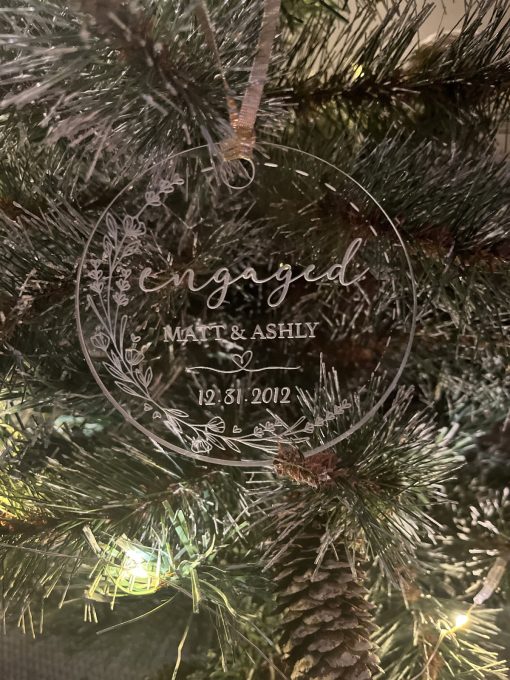 engaged
MATT & ASHLY
12.31.2012